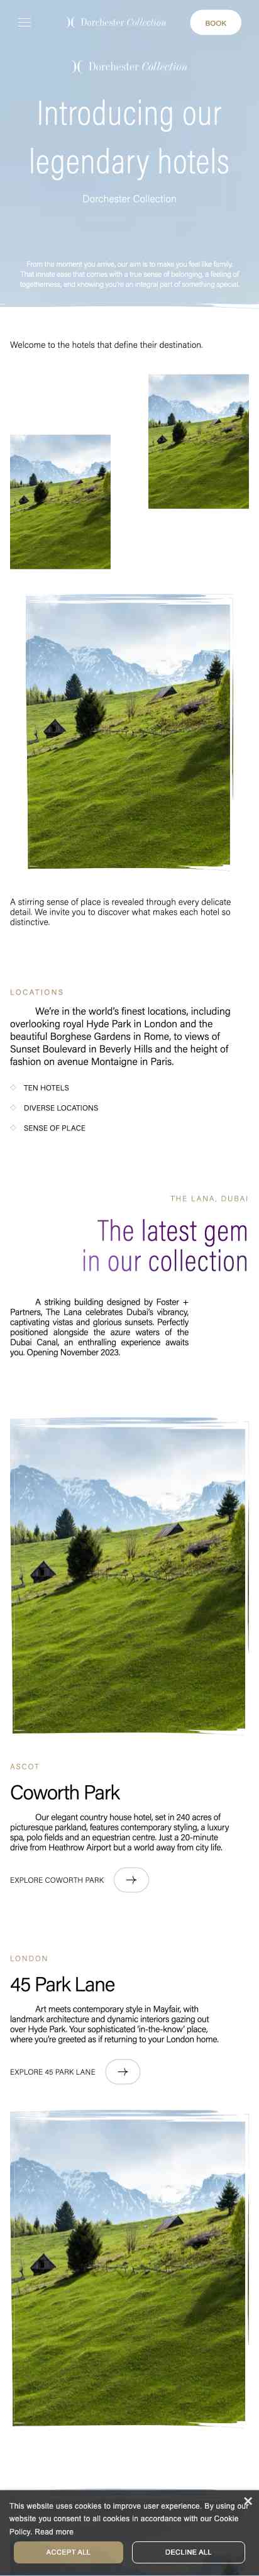 Dorchester Collection
BOOK
Dorchester Collection
Introducing our
legendary hotels
Dorchester Collection
From the moment you arrive, our aim is to make you feel like family.
That innate ease that comes with a true sense of belonging, a feeling of
togetherness, and knowing you're an integral part of something special.
Welcome to the hotels that define their destination.
A stirring sense of place is revealed through every delicate
detail. We invite you to discover what makes each hotel so
distinctive.
LOCATIONS
We're in the world's finest locations, including
overlooking royal Hyde Park in London and the
beautiful Borghese Gardens in Rome, to views of
Sunset Boulevard in Beverly Hills and the height of
fashion on avenue Montaigne in Paris.
TEN HOTELS
DIVERSE LOCATIONS
SENSE OF PLACE
THE LANA, DUBAI
The latest gem
in our collection
A striking building designed by Foster +
Partners, The Lana celebrates Dubai's vibrancy,
captivating vistas and glorious sunsets. Perfectly
positioned alongside the azure waters of the
Dubai Canal, an enthralling experience awaits
you. Opening November 2023.
ASCOT
Coworth Park
Our elegant country house hotel, set in 240 acres of
picturesque parkland, features contemporary styling, a luxury
spa, polo fields and an equestrian centre. Just a 20-minute
drive from Heathrow Airport but a world away from city life.
EXPLORE COWORTH PARK
LONDON
45 Park Lane
Art meets contemporary style in Mayfair, with
landmark architecture and dynamic interiors gazing out
over Hyde Park. Your sophisticated 'in-the-know' place,
where you're greeted as if returning to your London home.
EXPLORE 45 PARK LANE
This website uses cookies to improve user experience. By using our
website you consent to all cookies in accordance with our Cookie
Policy. Read more
ACCEPT ALL
DECLINE ALL